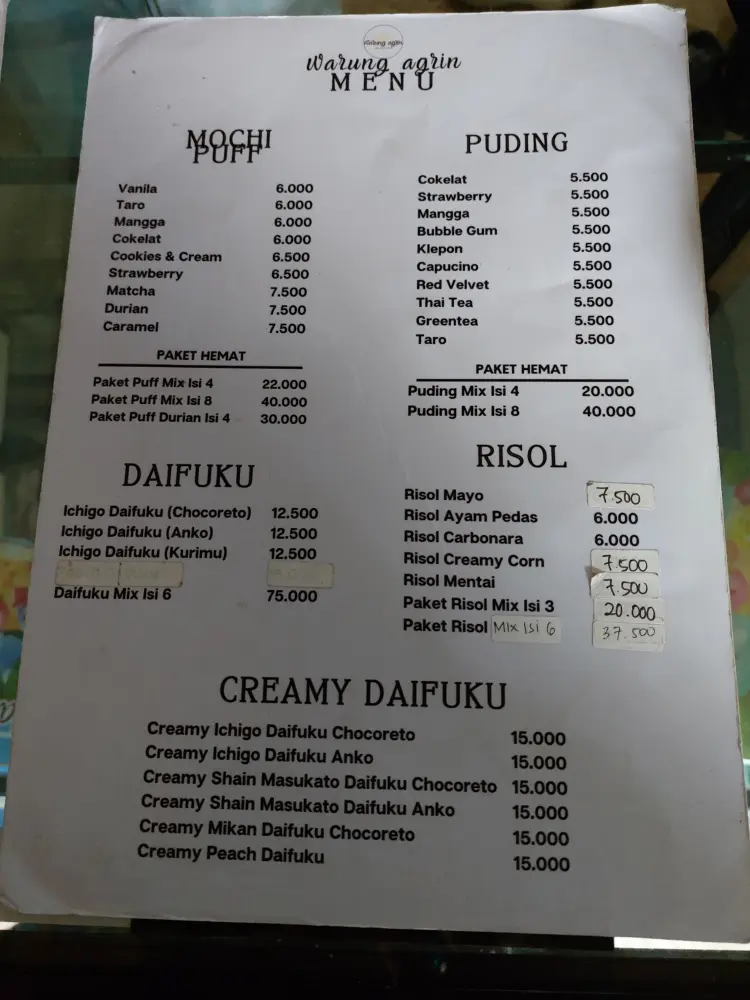 warung agrin
warung agrin
MENU
MOCHI
PUFF
Vanila 6.000
Taro 6.000
Mangga 6.000
Cokelat 6.000
Cookies & Cream 6.500
Strawberry 6.500
Matcha 7.500
Durian 7.500
Caramel 7.500
PAKET HEMAT
Paket Puff Mix Isi 4 22.000
Paket Puff Mix Isi 8 40.000
Paket Puff Durian Isi 4 30.000
PUDING
Cokelat 5.500
Strawberry 5.500
Mangga 5.500
Bubble Gum 5.500
Klepon 5.500
Capucino 5.500
Red Velvet 5.500
Thai Tea 5.500
Greentea 5.500
Taro 5.500
PAKET HEMAT
Puding Mix Isi 4 20.000
Puding Mix Isi 8 40.000
DAIFUKU
Ichigo Daifuku (Chocoreto) 12.500
Ichigo Daifuku (Anko) 12.500
Ichigo Daifuku (Kurimu) 12.500
Daifuku Mix Isi 6 75.000
RISOL
Risol Mayo 7.500
Risol Ayam Pedas 6.000
Risol Carbonara 6.000
Risol Creamy Corn 7.500
Risol Mentai 7.500
Paket Risol Mix Isi 3 20.000
Paket Risol Mix Isi 6 37.500
CREAMY DAIFUKU
Creamy Ichigo Daifuku Chocoreto 15.000
Creamy Ichigo Daifuku Anko 15.000
Creamy Shain Masukato Daifuku Chocoreto 15.000
Creamy Shain Masukato Daifuku Anko 15.000
Creamy Mikan Daifuku Chocoreto 15.000
Creamy Peach Daifuku 15.000